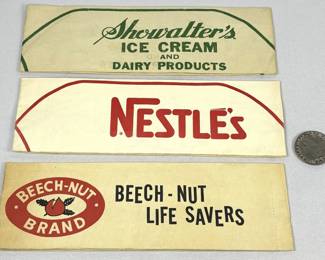 Showalter's
ICE CREAM
AND
DAIRY PRODUCTS
NESTLE's
BEECH-NUT
BRAND
BEECH-NUT
LIFE SAVERS